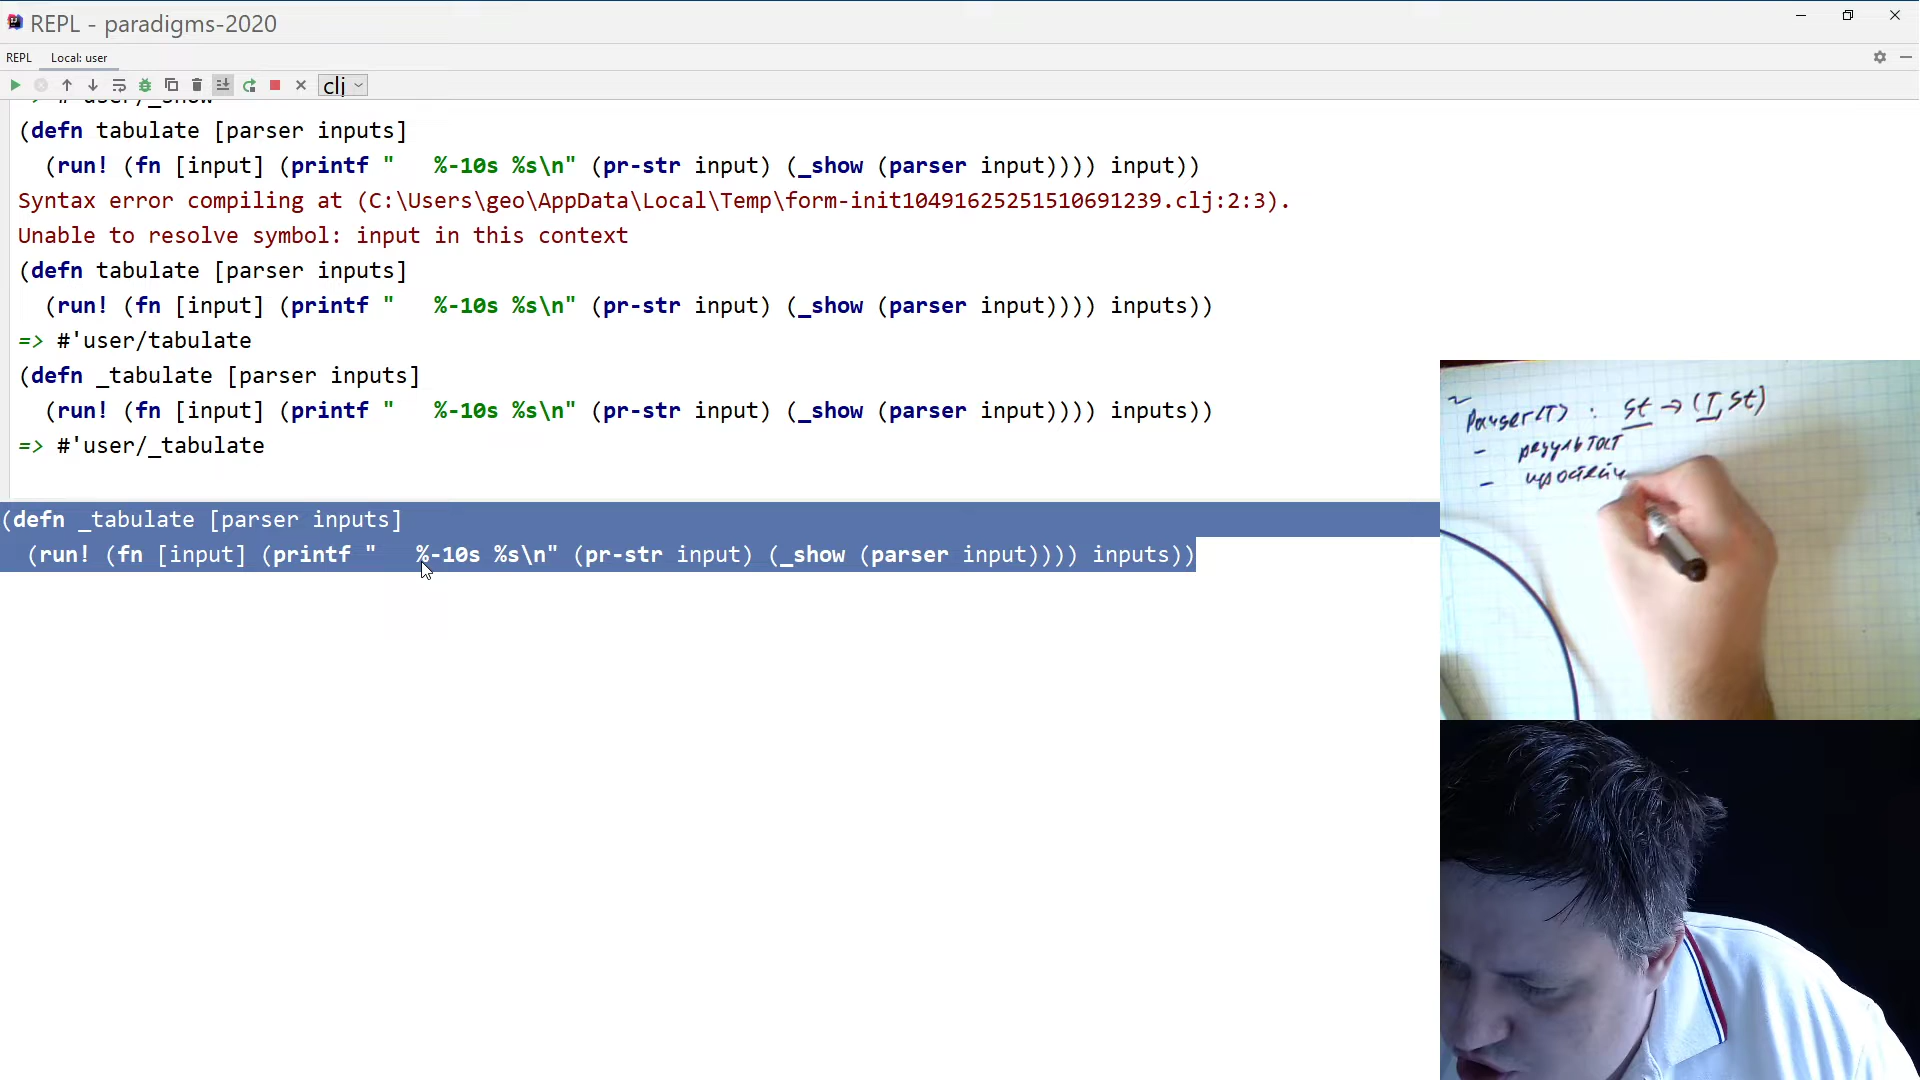 REPL - paradigms-2020
REPL Local: user
clj
=> #'user/_show
(defn tabulate [parser inputs]
(run! (fn [input] (printf "   %-10s %s\n" (pr-str input) (_show (parser input)))) input))
Syntax error compiling at (C:\Users\geo\AppData\Local\Temp\form-init10491625251510691239.clj:2:3).
Unable to resolve symbol: input in this context
(defn tabulate [parser inputs]
(run! (fn [input] (printf "   %-10s %s\n" (pr-str input) (_show (parser input)))) inputs))
=> #'user/tabulate
(defn _tabulate [parser inputs]
(run! (fn [input] (printf "   %-10s %s\n" (pr-str input) (_show (parser input)))) inputs))
=> #'user/_tabulate
(defn _tabulate [parser inputs]
(run! (fn [input] (printf "   %-10s %s\n" (pr-str input) (_show (parser input)))) inputs))
Parser(T) : St → (T, St)
- результат